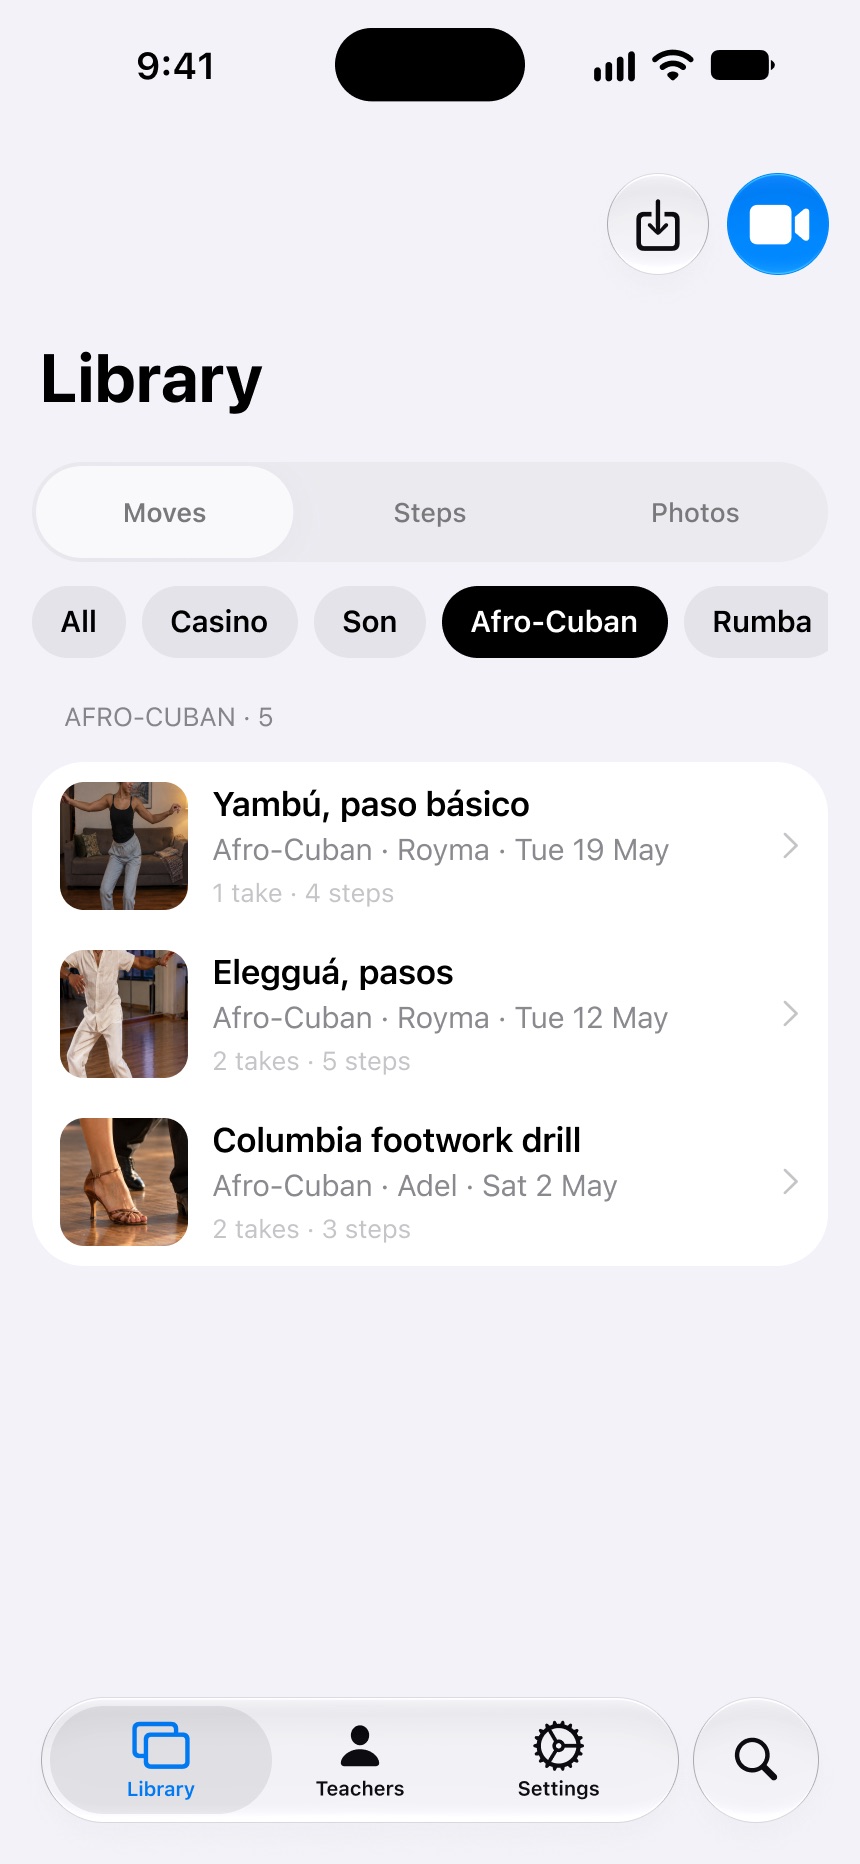 9:41
Library
Moves Steps Photos
All Casino Son Afro-Cuban Rumba
AFRO-CUBAN · 5
Yambú, paso básico
Afro-Cuban · Royma · Tue 19 May
1 take · 4 steps
Elegguá, pasos
Afro-Cuban · Royma · Tue 12 May
2 takes · 5 steps
Columbia footwork drill
Afro-Cuban · Adel · Sat 2 May
2 takes · 3 steps
Library Teachers Settings